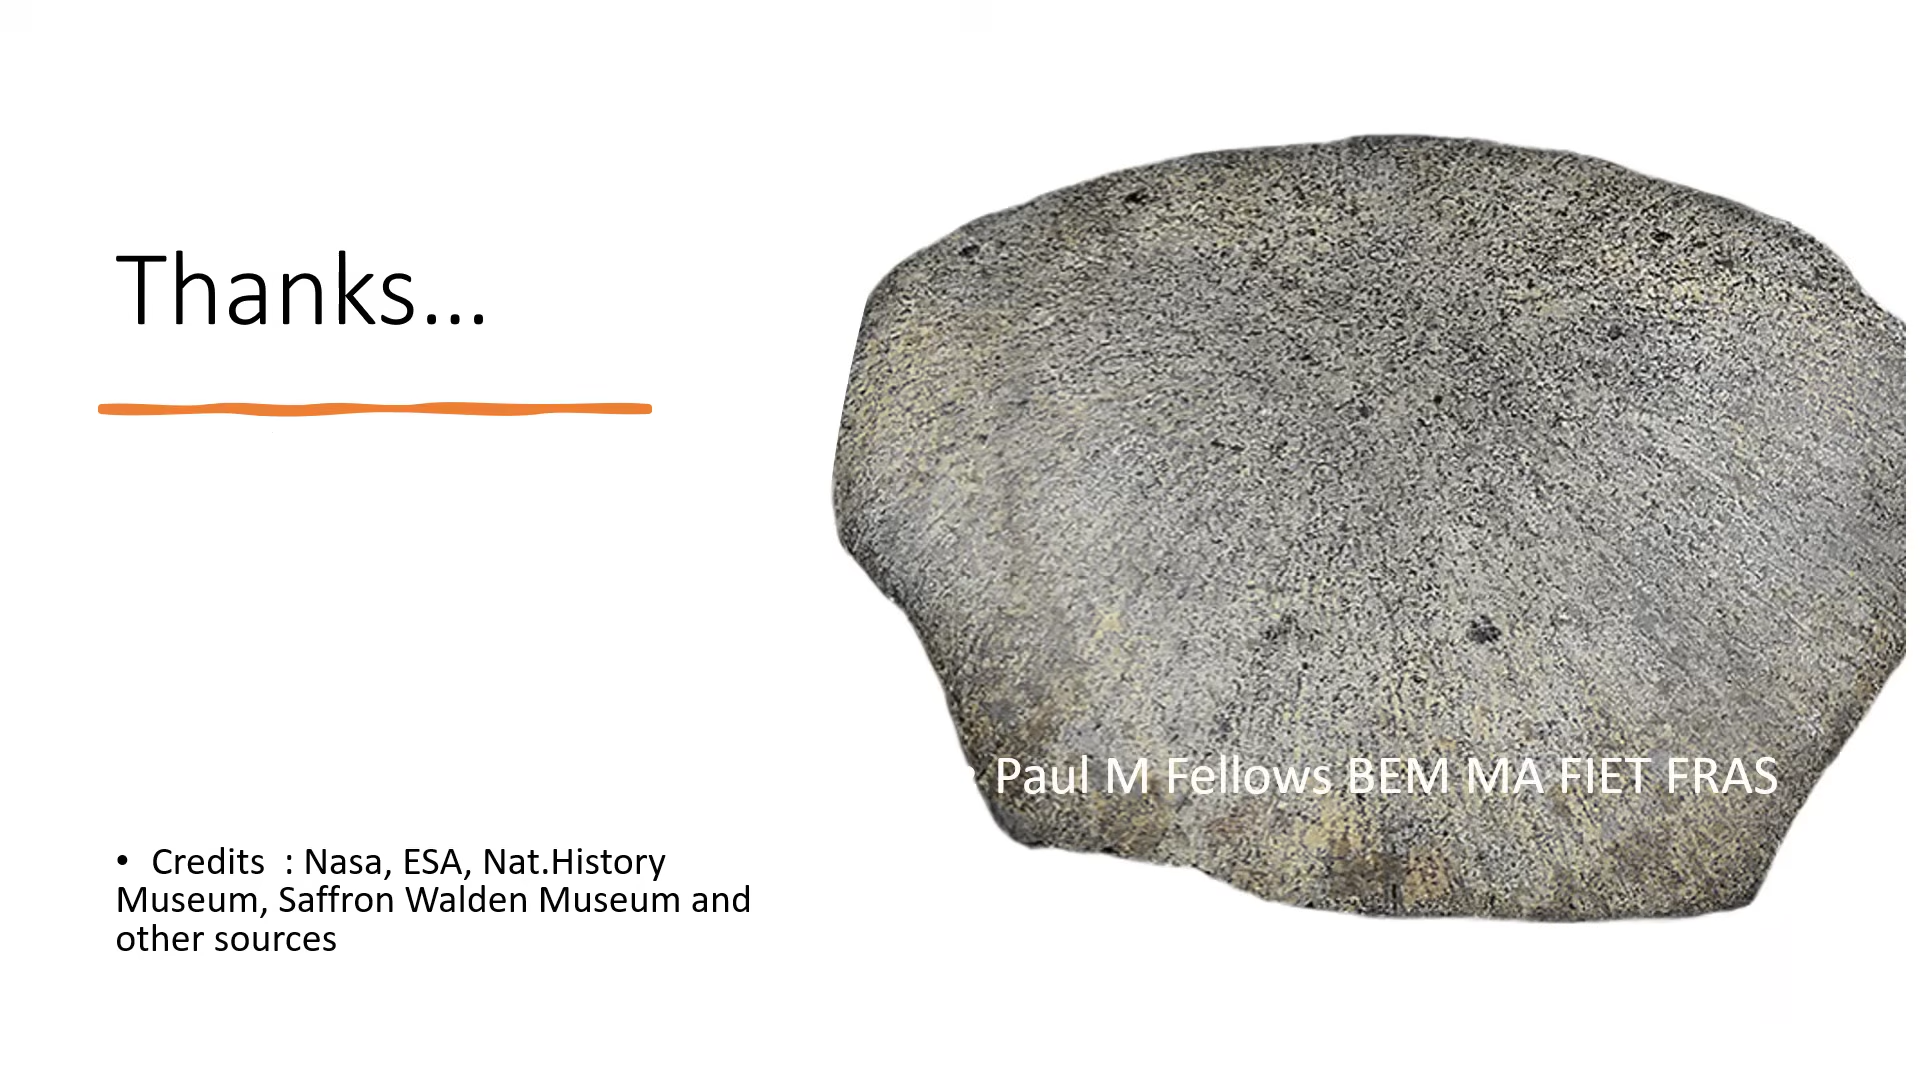 Thanks...
Paul M Fellows BEM MA FIET FRAS
• Credits : Nasa, ESA, Nat.History
Museum, Saffron Walden Museum and
other sources